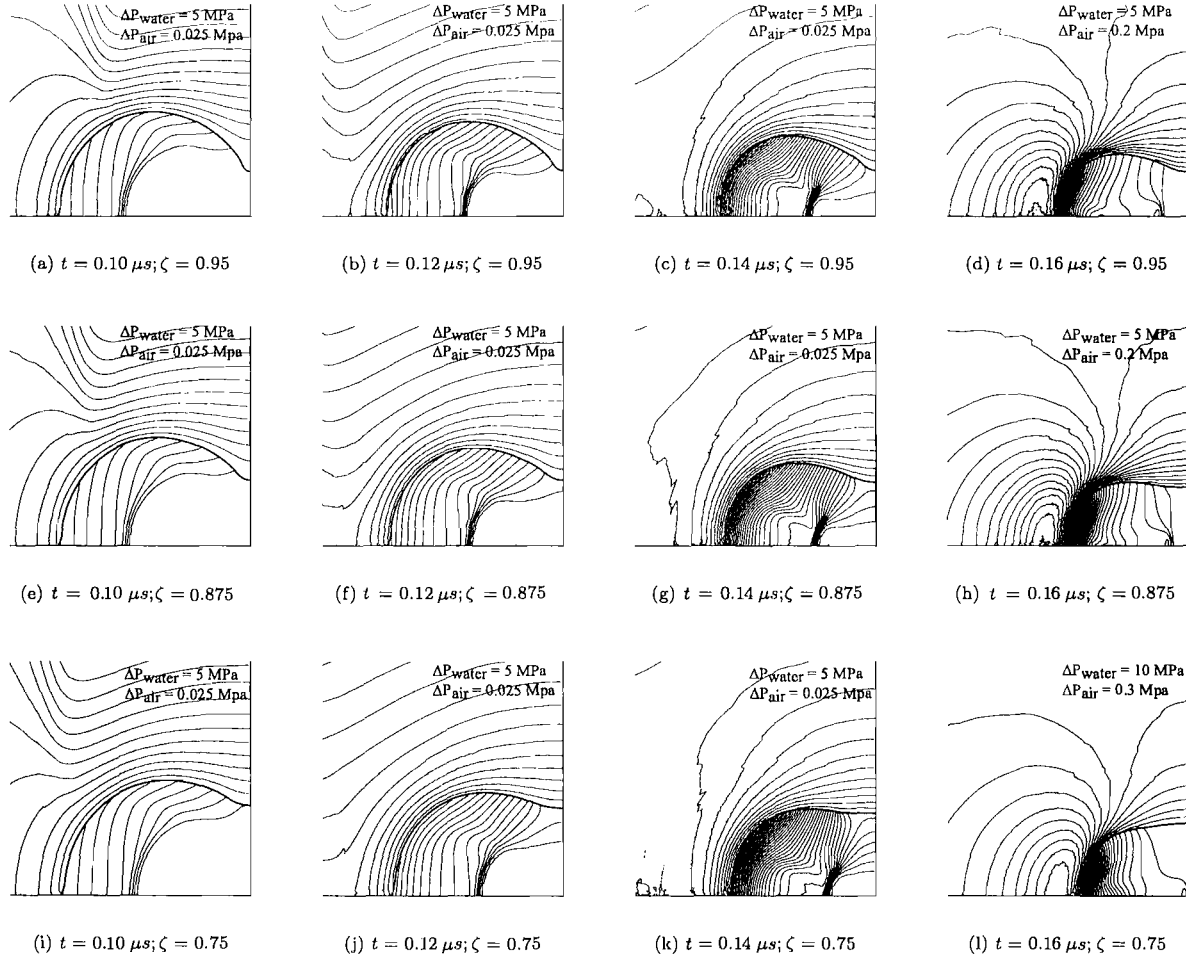 ΔPwater = 5 MPa
ΔPair = 0.025 Mpa
ΔPwater = 5 MPa
ΔPair = 0.025 Mpa
ΔPwater = 5 MPa
ΔPair = 0.025 Mpa
ΔPwater = 5 MPa
ΔPair = 0.2 Mpa
(a) t = 0.10 μs; ζ = 0.95
(b) t = 0.12 μs; ζ = 0.95
(c) t = 0.14 μs; ζ = 0.95
(d) t = 0.16 μs; ζ = 0.95
ΔPwater = 5 MPa
ΔPair = 0.025 Mpa
ΔPwater = 5 MPa
ΔPair = 0.025 Mpa
ΔPwater = 5 MPa
ΔPair = 0.025 Mpa
ΔPwater = 5 MPa
ΔPair = 0.2 Mpa
(e) t = 0.10 μs; ζ = 0.875
(f) t = 0.12 μs; ζ = 0.875
(g) t = 0.14 μs; ζ = 0.875
(h) t = 0.16 μs; ζ = 0.875
ΔPwater = 5 MPa
ΔPair = 0.025 Mpa
ΔPwater = 5 MPa
ΔPair = 0.025 Mpa
ΔPwater = 5 MPa
ΔPair = 0.025 Mpa
ΔPwater = 10 MPa
ΔPair = 0.3 Mpa
(i) t = 0.10 μs; ζ = 0.75
(j) t = 0.12 μs; ζ = 0.75
(k) t = 0.14 μs; ζ = 0.75
(l) t = 0.16 μs; ζ = 0.75